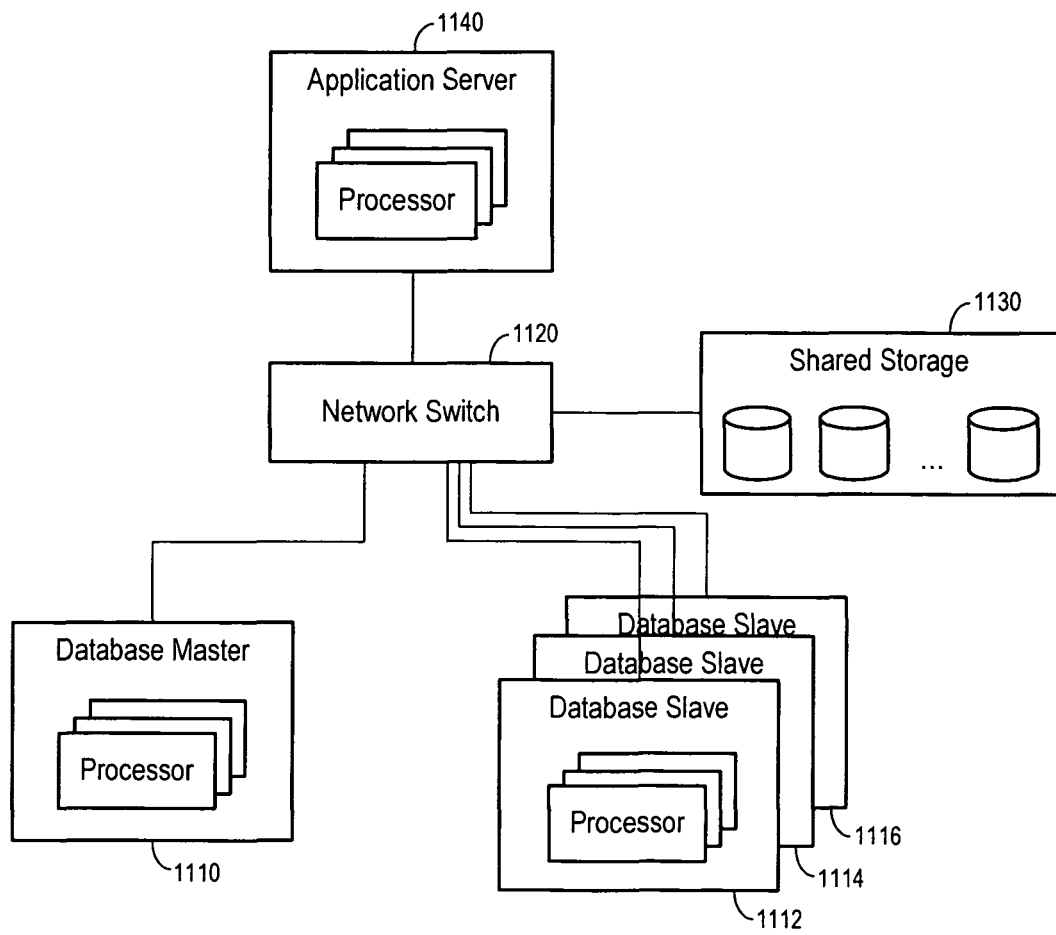 1140
Application Server
Processor
1120
Network Switch
1130
Shared Storage
...
Database Master
Processor
1110
Database Slave
Database Slave
Database Slave
Processor
1116
1114
1112